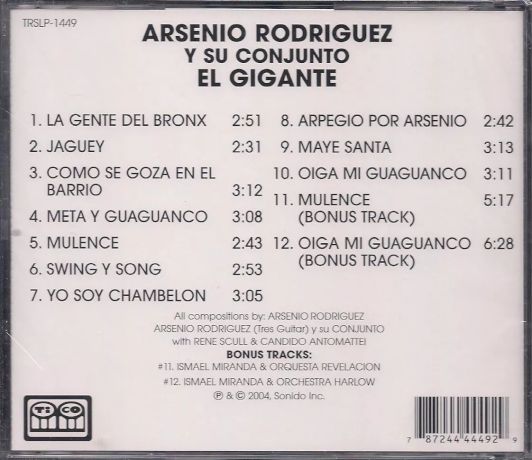 TRSLP-1449
ARSENIO RODRIGUEZ
Y SU CONJUNTO
EL GIGANTE
1. LA GENTE DEL BRONX 2:51
2. JAGUEY 2:31
3. COMO SE GOZA EN EL
BARRIO 3:12
4. META Y GUAGUANCO 3:08
5. MULENCE 2:43
6. SWING Y SONG 2:53
7. YO SOY CHAMBELON 3:05
8. ARPEGIO POR ARSENIO 2:42
9. MAYE SANTA 3:13
10. OIGA MI GUAGUANCO 3:11
11. MULENCE 5:17
(BONUS TRACK)
12. OIGA MI GUAGUANCO 6:28
(BONUS TRACK)
All compositions by: ARSENIO RODRIGUEZ
ARSENIO RODRIGUEZ (Tres Guitar) y su CONJUNTO
with RENE SCULL & CANDIDO ANTOMATTEI
BONUS TRACKS:
#11. ISMAEL MIRANDA & ORQUESTA REVELACION
#12. ISMAEL MIRANDA & ORCHESTRA HARLOW
℗ & © 2004, Sonido Inc.
TICO
7 87244 44492 9